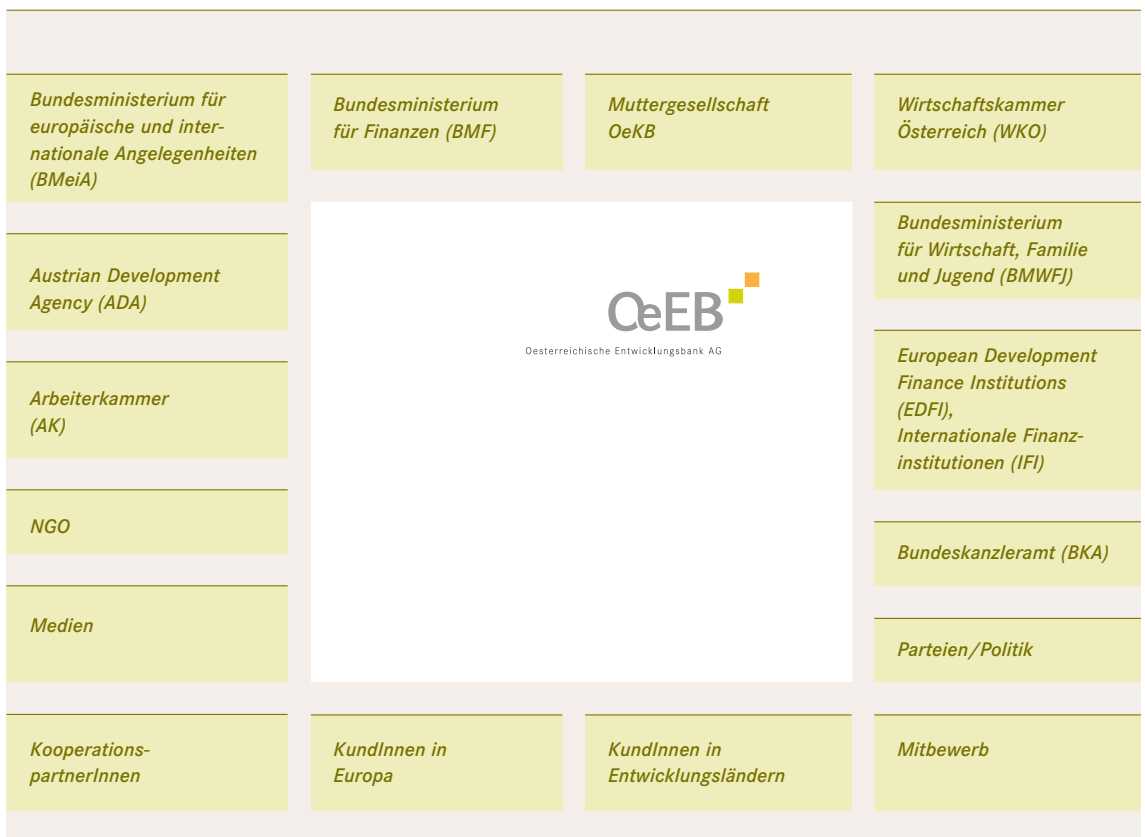 Bundesministerium für
europäische und inter-
nationale Angelegenheiten
(BMeiA)
Bundesministerium
für Finanzen (BMF)
Muttergesellschaft
OeKB
Wirtschaftskammer
Österreich (WKO)
Bundesministerium
für Wirtschaft, Familie
und Jugend (BMWFJ)
Austrian Development
Agency (ADA)
OeEB
Oesterreichische Entwicklungsbank AG
European Development
Finance Institutions
(EDFI),
Internationale Finanz-
institutionen (IFI)
Arbeiterkammer
(AK)
NGO
Bundeskanzleramt (BKA)
Medien
Parteien/Politik
Kooperations-
partnerInnen
KundInnen in
Europa
KundInnen in
Entwicklungsländern
Mitbewerb